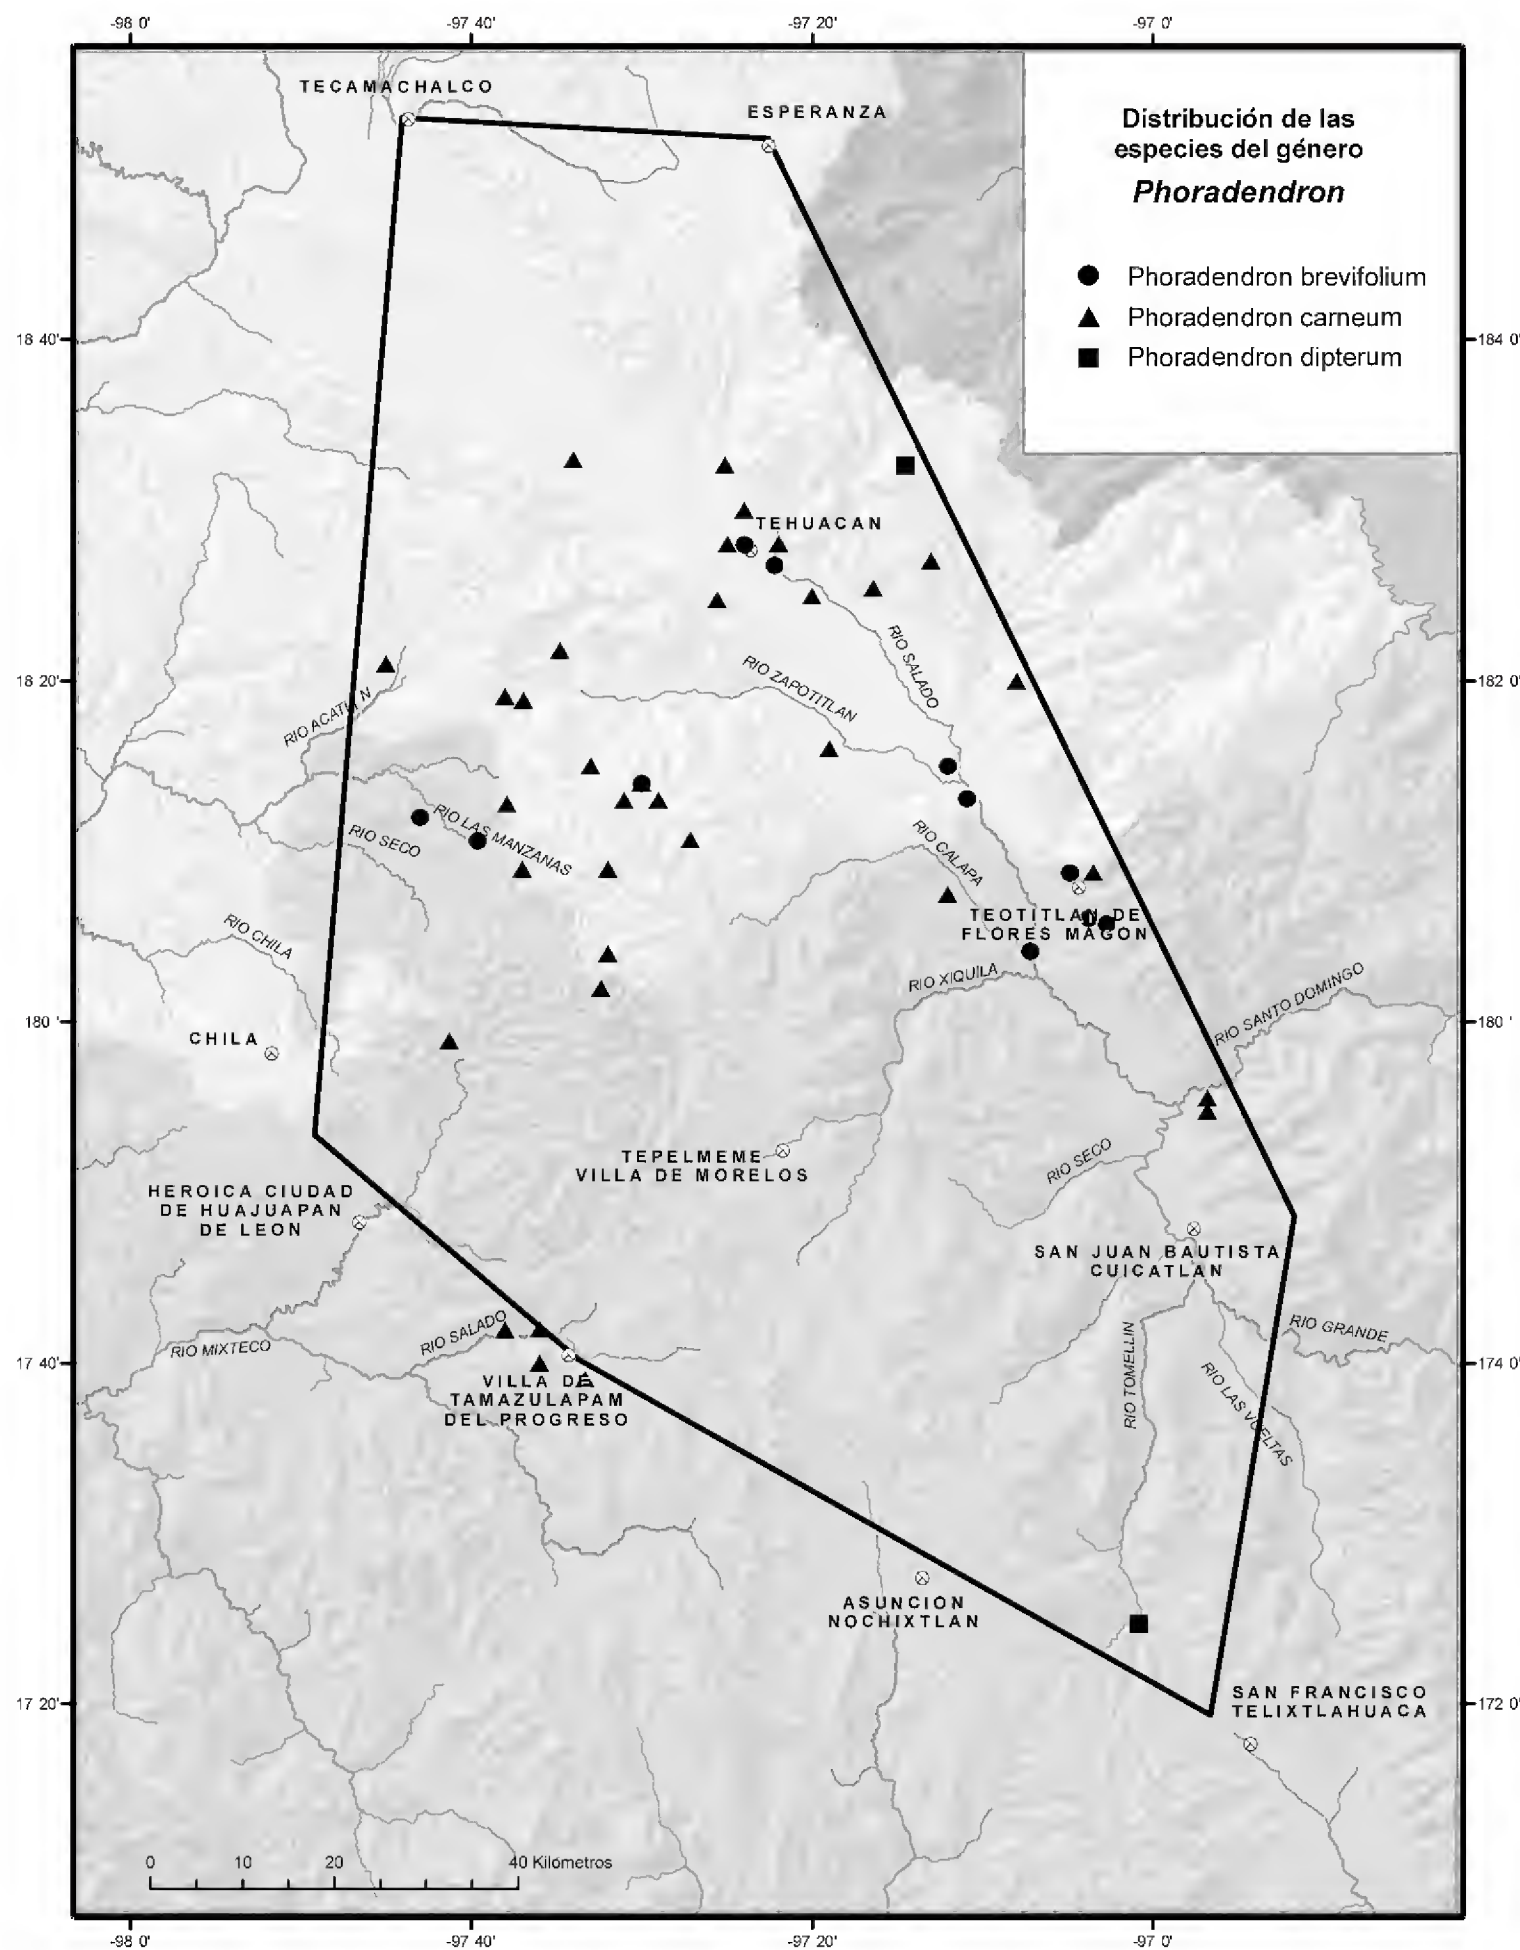 -98 0' -97 40' -97 20' -97 0'
TECAMACHALCO
ESPERANZA
Distribución de las
especies del género
Phoradendron
Phoradendron brevifolium
Phoradendron carneum
Phoradendron dipterum
18 40' 184 0'
TEHUACAN
RIO SALADO
RIO ZAPOTITLAN
18 20' 182 0'
RIO LAS MANZANAS
RIO SECO
RIO CALAPA
TEOTITLAN DE
FLORES MAGON
RIO CHILA
RIO XIQUILA
RIO SANTO DOMINGO
180 ' 180 '
CHILA
TEPELMEME
VILLA DE MORELOS
RIO SECO
HEROICA CIUDAD
DE HUAJUAPAN
DE LEON
SAN JUAN BAUTISTA
CUICATLAN
RIO SALADO
RIO MIXTECO
RIO GRANDE
RIO TOMELLIN
RIO LAS VUELTAS
17 40' 174 0'
VILLA DE
TAMAZULAPAM
DEL PROGRESO
ASUNCION
NOCHIXTLAN
17 20' 172 0'
SAN FRANCISCO
TELIXTLAHUACA
0 10 20 40 Kilómetros
-98 0' -97 40' -97 20' -97 0'